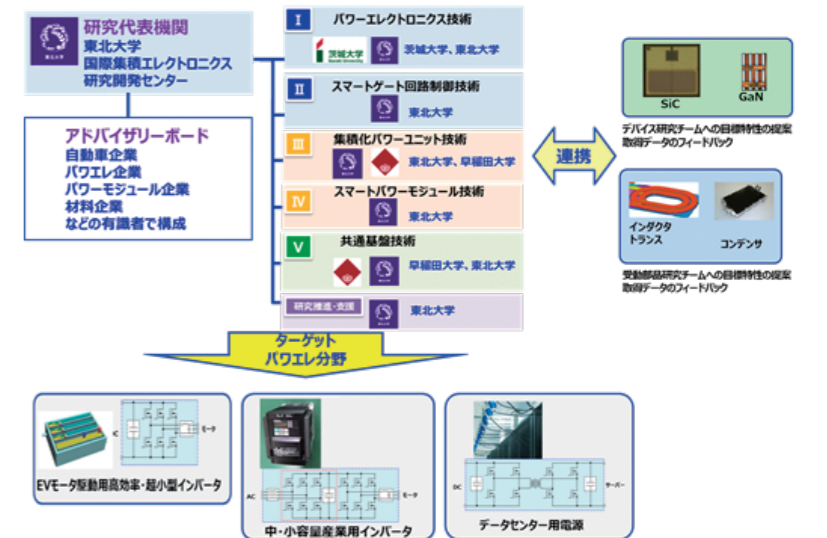 研究代表機関
東北大学
国際集積エレクトロニクス
研究開発センター
アドバイザリーボード
自動車企業
パワエレ企業
パワーモジュール企業
材料企業
などの有識者で構成
I
パワーエレクトロニクス技術
茨城大学
茨城大学、東北大学
II
スマートゲート回路制御技術
東北大学
III
集積化パワーユニット技術
東北大学、早稲田大学
IV
スマートパワーモジュール技術
東北大学
V
共通基盤技術
早稲田大学、東北大学
研究推進・支援
東北大学
連携
SiC
GaN
デバイス研究チームへの目標特性の提案
取得データのフィードバック
インダクタ
トランス
コンデンサ
受動部品研究チームへの目標特性の提案
取得データのフィードバック
ターゲット
パワエレ分野
モータ
EVモータ駆動用高効率・超小型インバータ
AC
モータ
中・小容量産業用インバータ
DC
サーバー
データセンター用電源